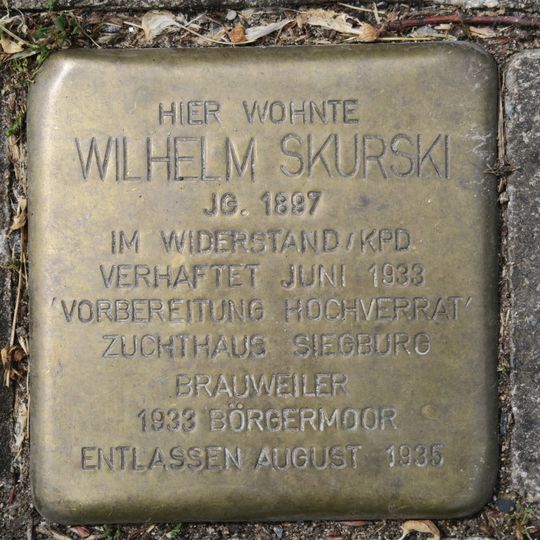 HIER WOHNTE
WILHELM SKURSKI
JG. 1897
IM WIDERSTAND/KPD
VERHAFTET JUNI 1933
'VORBEREITUNG HOCHVERRAT'
ZUCHTHAUS SIEGBURG
BRAUWEILER
1933 BÖRGERMOOR
ENTLASSEN AUGUST 1935